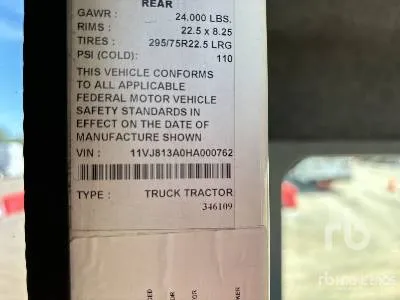 REAR
GAWR : 24,000 LBS.
RIMS : 22.5 x 8.25
TIRES : 295/75R22.5 LRG
PSI (COLD): 110
THIS VEHICLE CONFORMS
TO ALL APPLICABLE
FEDERAL MOTOR VEHICLE
SAFETY STANDARDS IN
EFFECT ON THE DATE OF
MANUFACTURE SHOWN
VIN : 11VJ813A0HA000762
TYPE : TRUCK TRACTOR
346109
rb